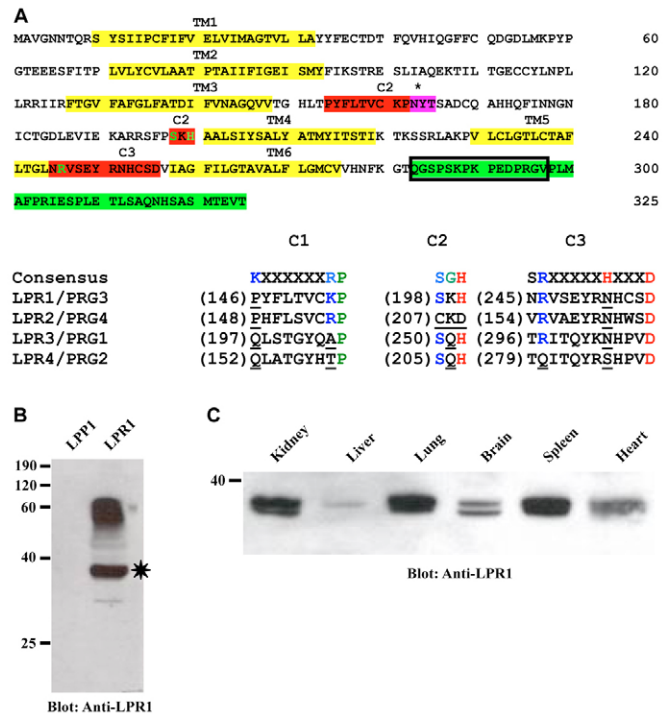 A
TM1
MAVGNNTQRS YSIIPCFIFV ELVIMAGTVL LAYYFECTDT FQVHIQGFFC QDGDLMKPYP 60
TM2
GTEEESFITP LVLYCVLAAT PTAIIFIGEI SMYFIKSTRE SLIAQEKTIL TGECCYLNPL 120
TM3 C2 *
LRRIIRFTGV FAFGLFATDI FVNAGQVVTG HLTPYFLTVC KPNYTSADCQ AHHQFINNGN 180
C2 TM4 TM5
ICTGDLEVIE KARRSFPSKH AALSIYSALY ATMYITSTIK TKSSRLAKPV LCLGTLCTAF 240
C3 TM6
LTGLNRVSEY RNHCSDVIAG FILGTAVALF LGMCVVHNFK GTQGSPSKPK PEDPRGVPLM 300
AFPRIESPLE TLSAQNHSAS MTEVT 325
C1 C2 C3
Consensus KXXXXXXRP SGH SRXXXXXHXXXD
LPR1/PRG3 (146) PYFLTVCKP (198) SKH (245) NRVSEYRNHCSD
LPR2/PRG4 (148) PHFLSVCRP (207) CKD (154) VRVAEYRNHWSD
LPR3/PRG1 (197) QLSTGYQAP (250) SQH (296) TRITQYKNHPVD
LPR4/PRG2 (152) QLATGYHTP (205) SQH (279) TQITQYRSHPVD
B
LPP1 LPR1
190
120
60
40
25
Blot: Anti-LPR1
C
Kidney Liver Lung Brain Spleen Heart
40
Blot: Anti-LPR1